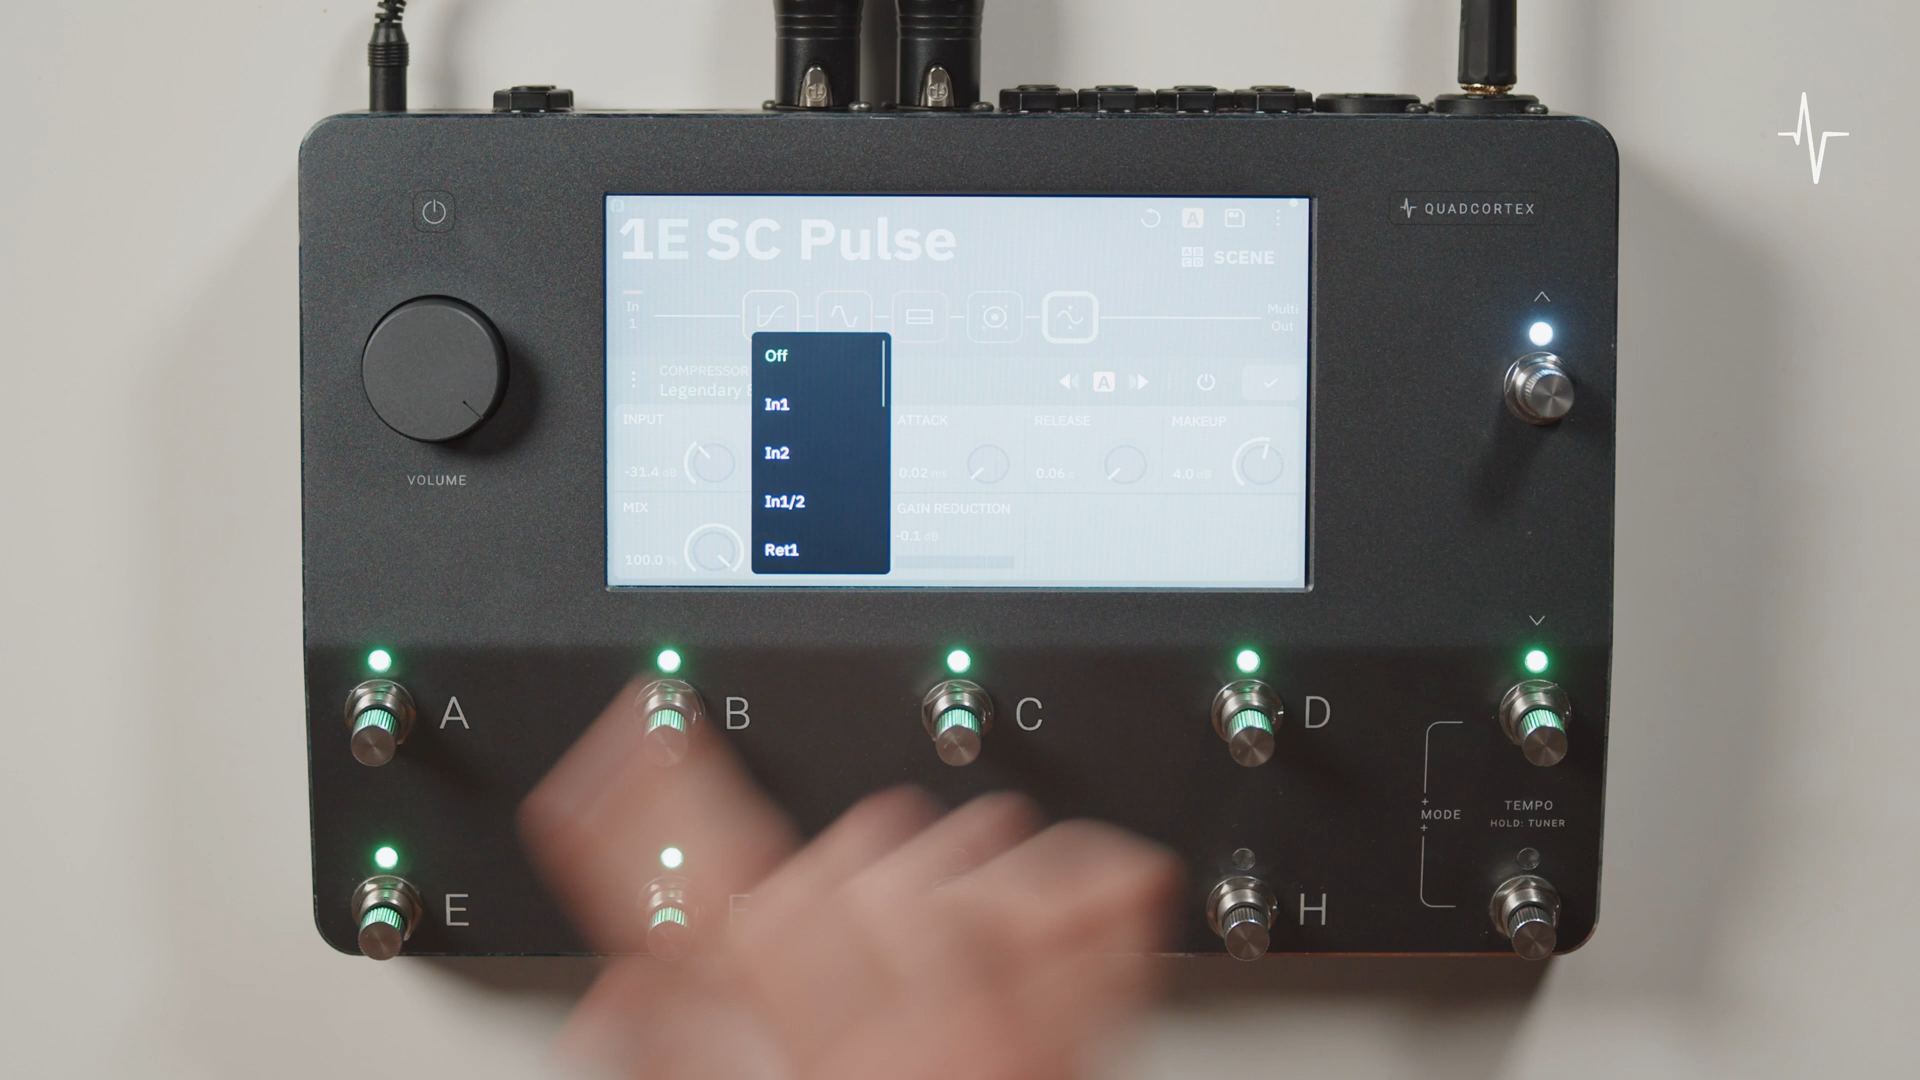 QUADCORTEX
1E SC Pulse
A
SCENE
In
1
Multi
Out
Off
In1
In2
In1/2
Ret1
COMPRESSOR
Legendary
A
INPUT
-31.4 dB
ATTACK
0.02 ms
RELEASE
0.06 s
MAKEUP
4.0 dB
MIX
100.0 %
GAIN REDUCTION
-0.1 dB
VOLUME
A
B
C
D
MODE
TEMPO
HOLD: TUNER
E
F
H